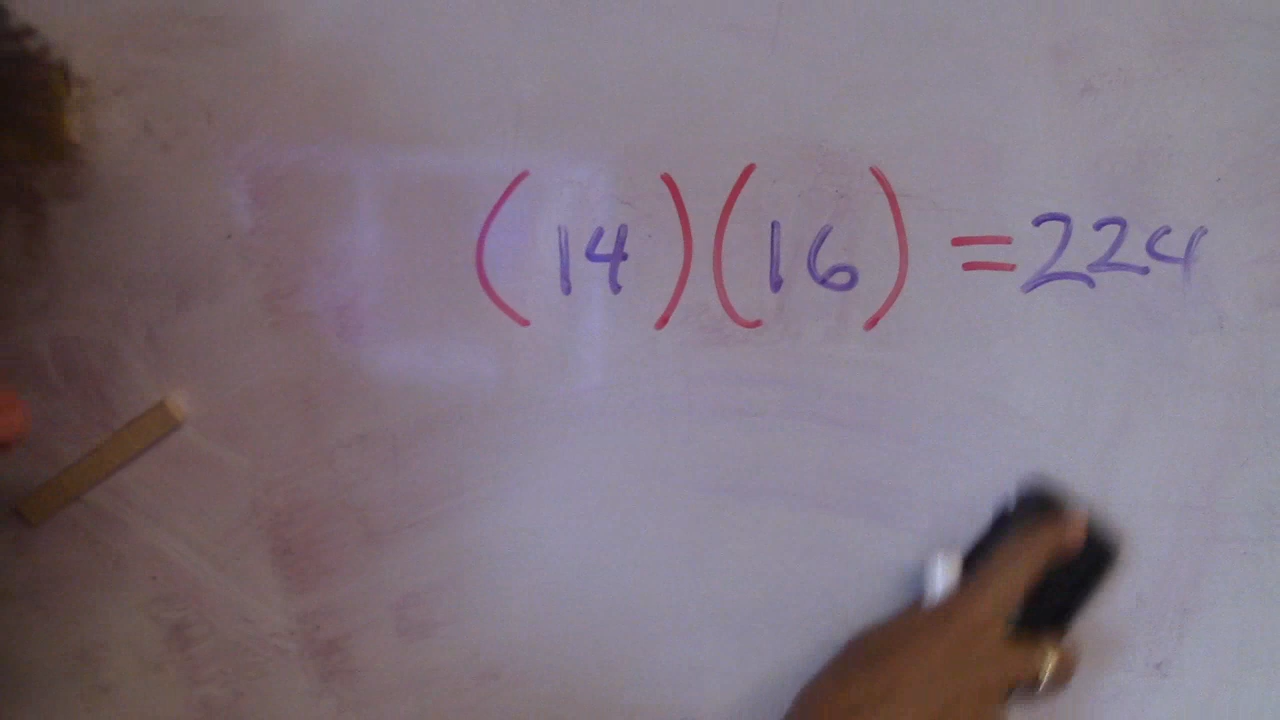 (14)(16) = 224